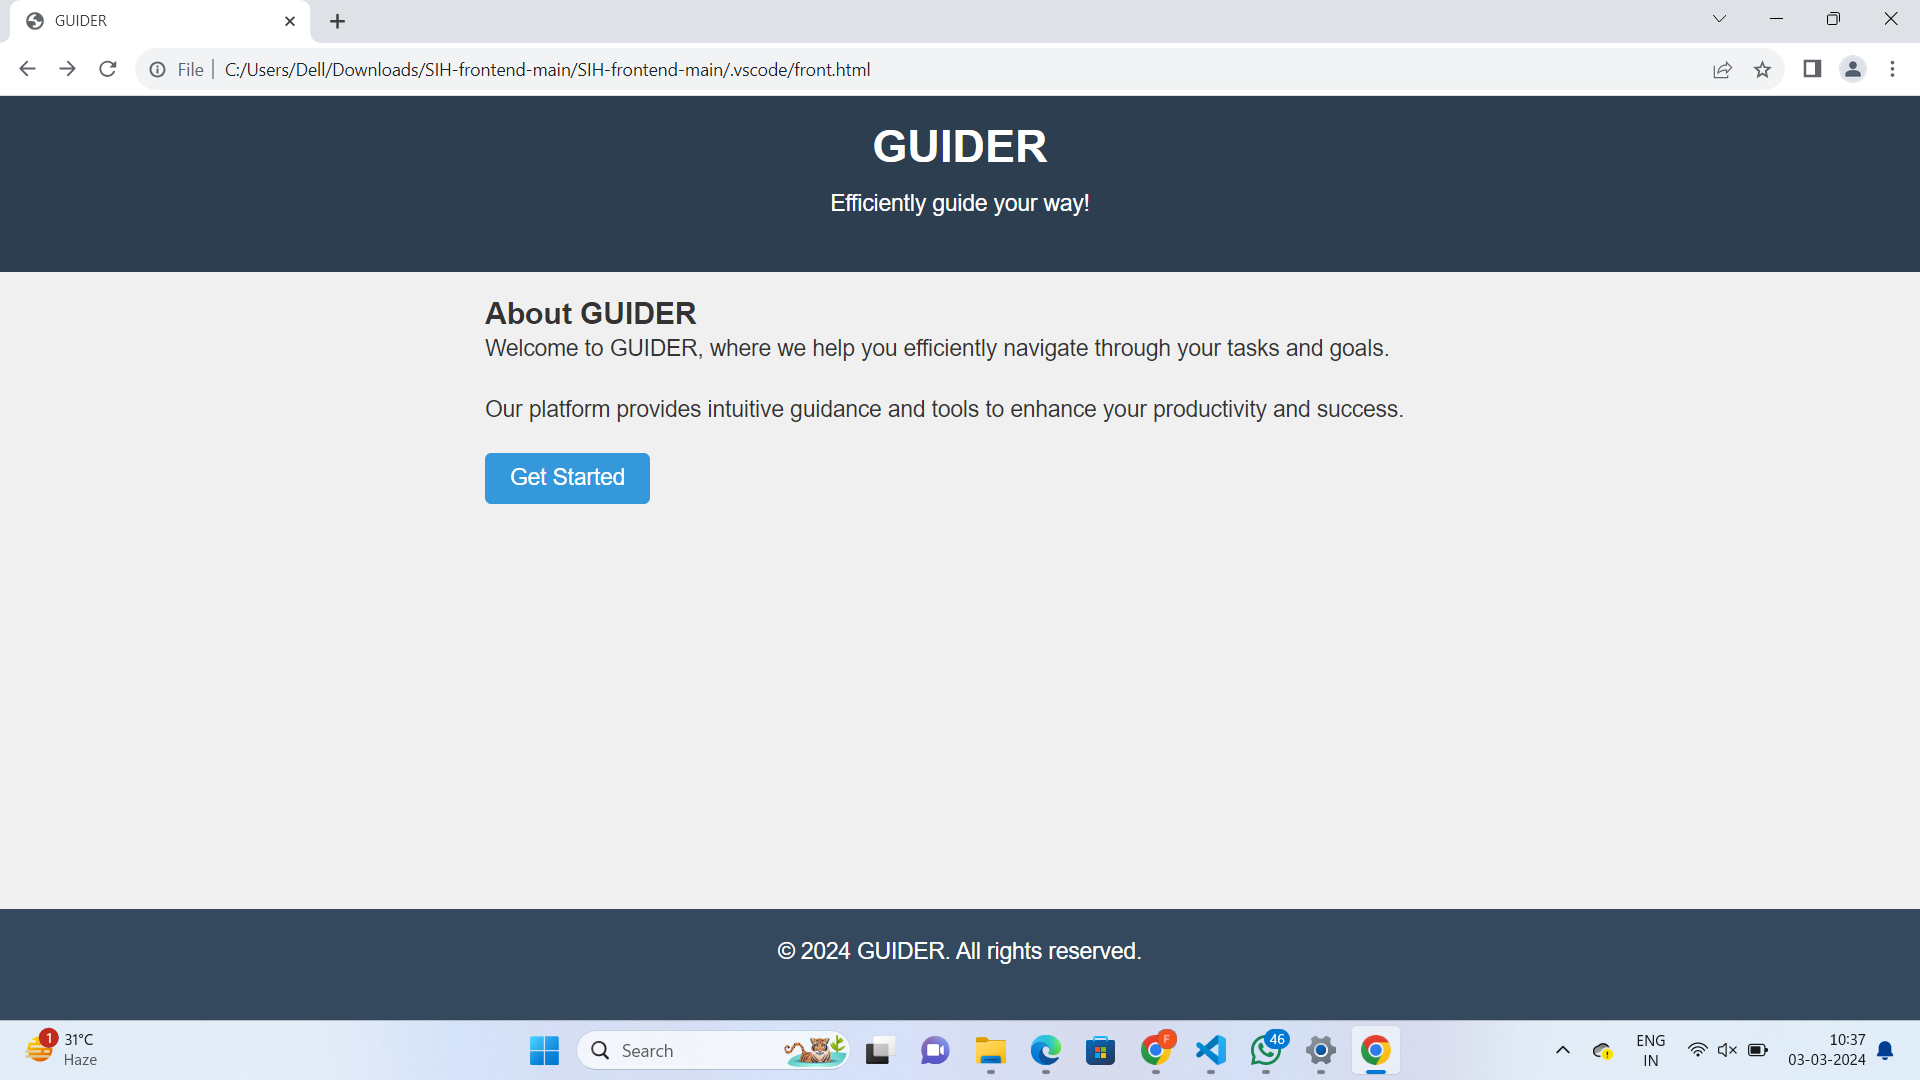 GUIDER
File
C:/Users/Dell/Downloads/SIH-frontend-main/SIH-frontend-main/.vscode/front.html
GUIDER
Efficiently guide your way!
About GUIDER
Welcome to GUIDER, where we help you efficiently navigate through your tasks and goals.
Our platform provides intuitive guidance and tools to enhance your productivity and success.
Get Started
© 2024 GUIDER. All rights reserved.
1
31°C
Haze
Search
F
46
ENG
IN
10:37
03-03-2024